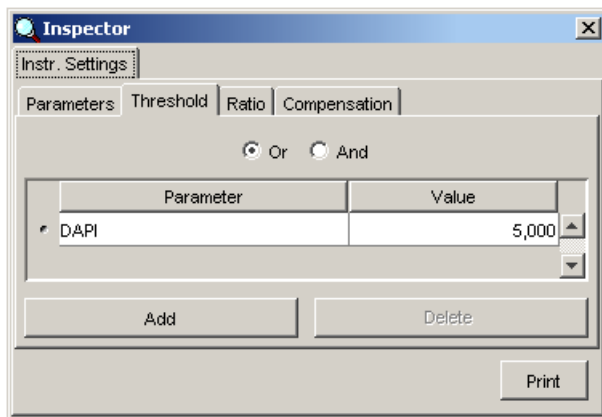 Inspector
Instr. Settings
Parameters Threshold Ratio Compensation
Or And
Parameter Value
DAPI 5,000
Add Delete
Print